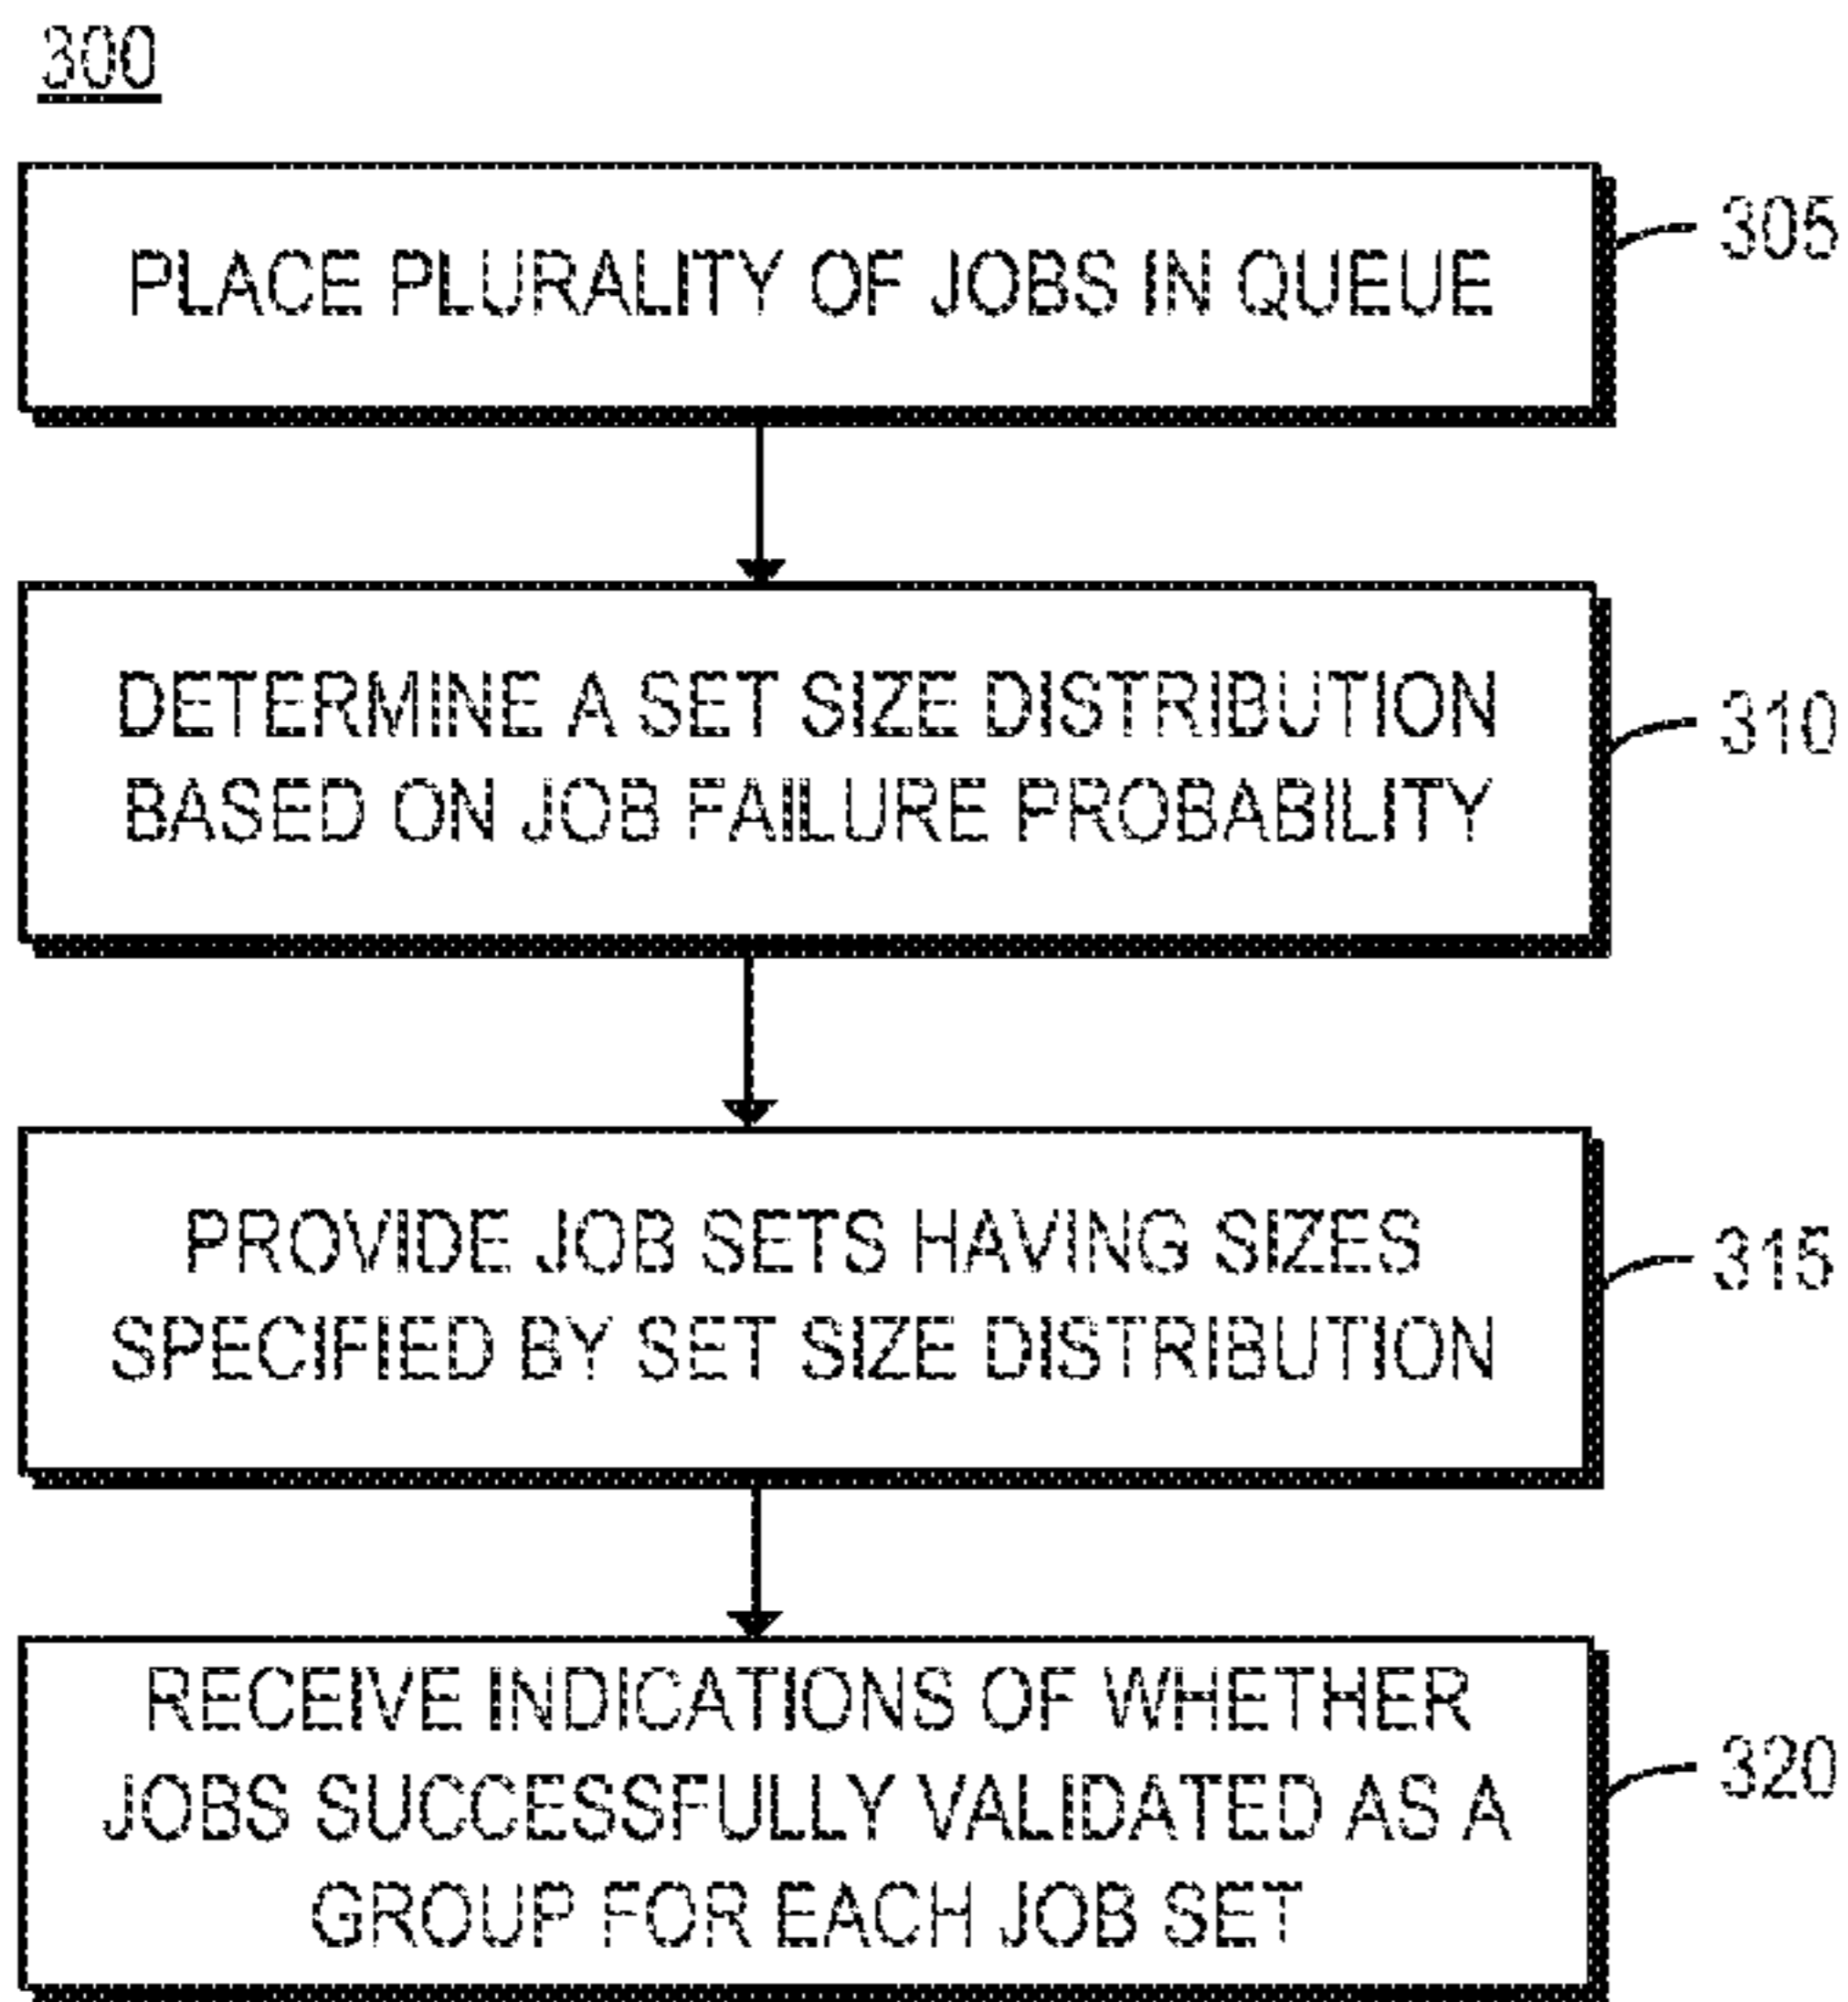 300
PLACE PLURALITY OF JOBS IN QUEUE
305
DETERMINE A SET SIZE DISTRIBUTION
BASED ON JOB FAILURE PROBABILITY
310
PROVIDE JOB SETS HAVING SIZES
SPECIFIED BY SET SIZE DISTRIBUTION
315
RECEIVE INDICATIONS OF WHETHER
JOBS SUCCESSFULLY VALIDATED AS A
GROUP FOR EACH JOB SET
320